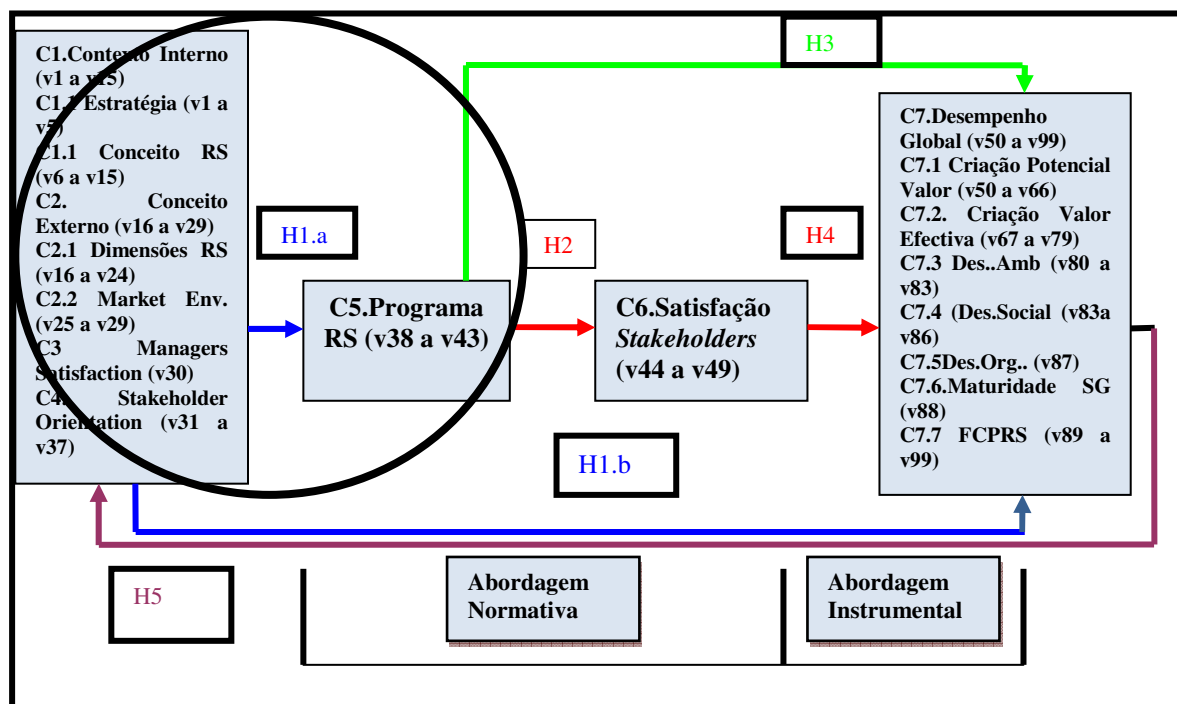 C1.Contexto Interno
(v1 a v15)
C1.1 Estratégia (v1 a
v5)
C1.1 Conceito RS
(v6 a v15)
C2. Conceito
Externo (v16 a v29)
C2.1 Dimensões RS
(v16 a v24)
C2.2 Market Env.
(v25 a v29)
C3 Managers
Satisfaction (v30)
C4. Stakeholder
Orientation (v31 a
v37)
H1.a
C5.Programa
RS (v38 a v43)
H3
H2
C6.Satisfação
Stakeholders
(v44 a v49)
H4
H1.b
C7.Desempenho
Global (v50 a v99)
C7.1 Criação Potencial
Valor (v50 a v66)
C7.2. Criação Valor
Efectiva (v67 a v79)
C7.3 Des..Amb (v80 a
v83)
C7.4 (Des.Social (v83a
v86)
C7.5Des.Org.. (v87)
C7.6.Maturidade SG
(v88)
C7.7 FCPRS (v89 a
v99)
H5
Abordagem
Normativa
Abordagem
Instrumental